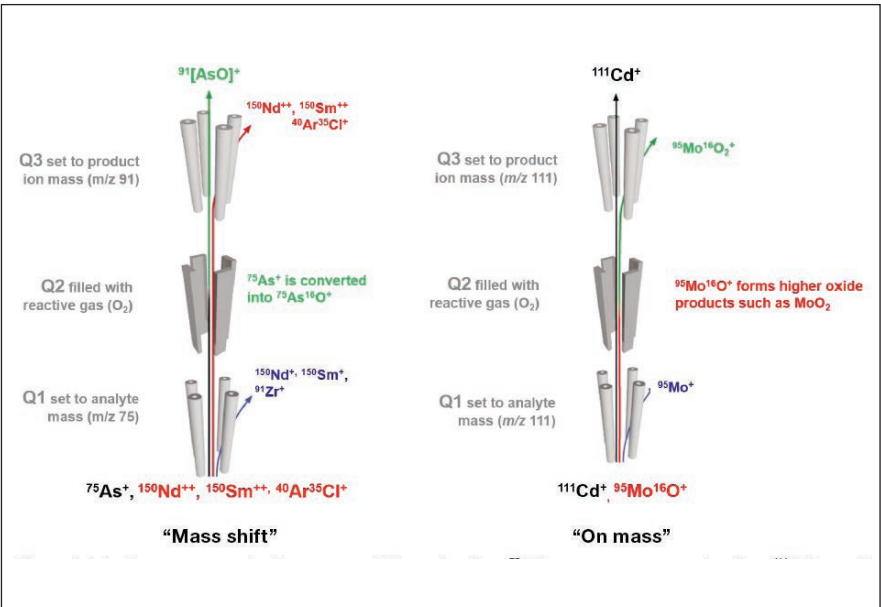 ⁹¹[AsO]⁺
¹⁵⁰Nd⁺⁺, ¹⁵⁰Sm⁺⁺
⁴⁰Ar³⁵Cl⁺
Q3 set to product
ion mass (m/z 91)
Q2 filled with
reactive gas (O₂)
⁷⁵As⁺ is converted
into ⁷⁵As¹⁶O⁺
¹⁵⁰Nd⁺, ¹⁵⁰Sm⁺,
⁹¹Zr⁺
Q1 set to analyte
mass (m/z 75)
⁷⁵As⁺, ¹⁵⁰Nd⁺⁺, ¹⁵⁰Sm⁺⁺, ⁴⁰Ar³⁵Cl⁺
“Mass shift”
¹¹¹Cd⁺
Q3 set to product
ion mass (m/z 111)
⁹⁵Mo¹⁶O₂⁺
Q2 filled with
reactive gas (O₂)
⁹⁵Mo¹⁶O⁺ forms higher oxide
products such as MoO₂
⁹⁵Mo⁺
Q1 set to analyte
mass (m/z 111)
¹¹¹Cd⁺, ⁹⁵Mo¹⁶O⁺
“On mass”